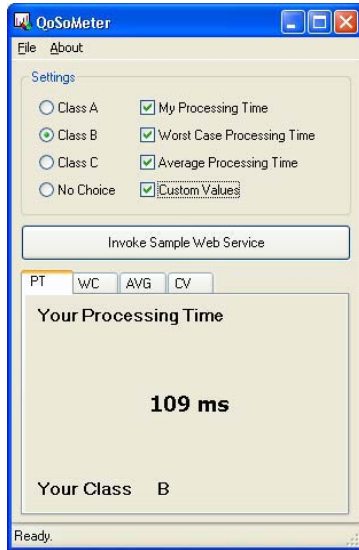 QoSoMeter
File About
Settings
Class A My Processing Time
Class B Worst Case Processing Time
Class C Average Processing Time
No Choice Custom Values
Invoke Sample Web Service
PT WC AVG CV
Your Processing Time
109 ms
Your Class B
Ready.